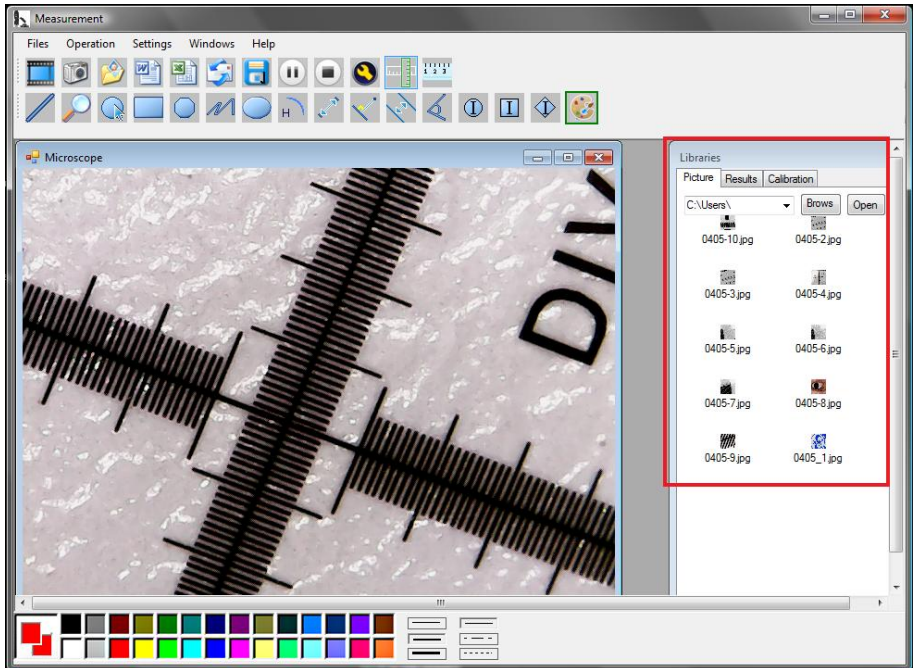 Measurement
Files Operation Settings Windows Help
1 2 3
H
Microscope
DIV
Libraries
Picture Results Calibration
C:\Users\ Brows Open
0405-10.jpg 0405-2.jpg
0405-3.jpg 0405-4.jpg
0405-5.jpg 0405-6.jpg
0405-7.jpg 0405-8.jpg
0405-9.jpg 0405_1.jpg